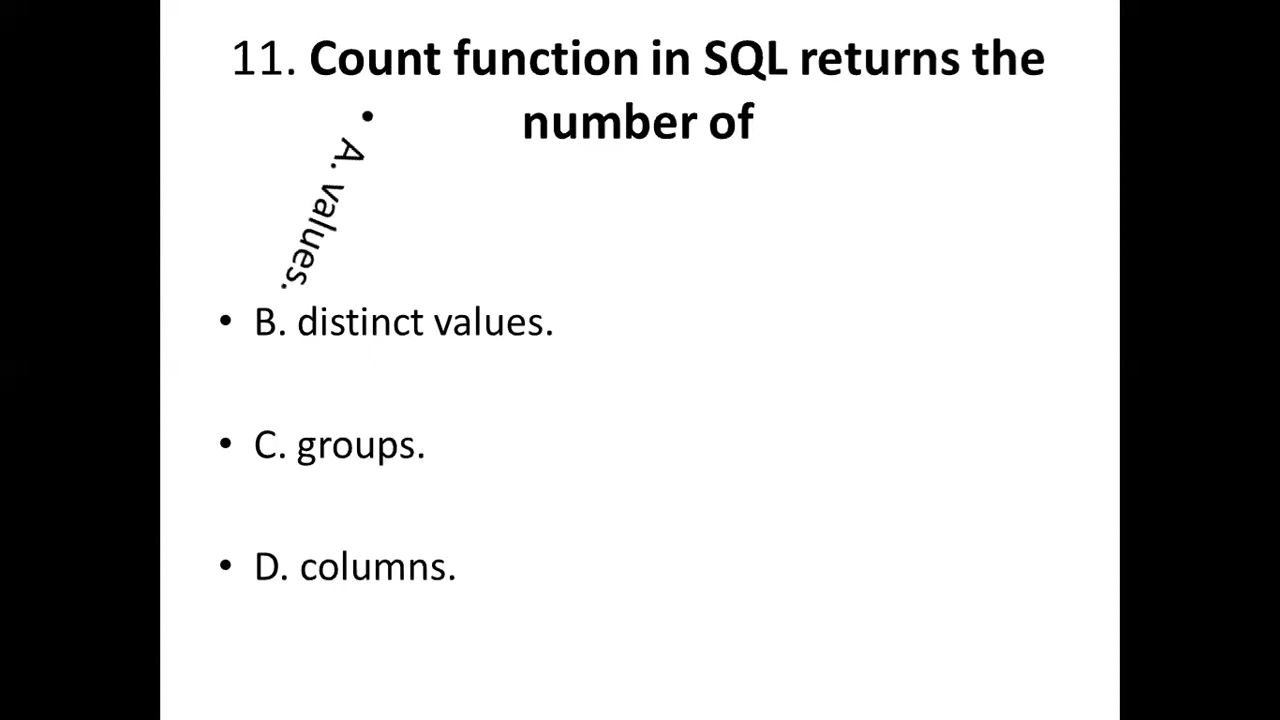 11. Count function in SQL returns the
number of
• A. values.
• B. distinct values.
• C. groups.
• D. columns.